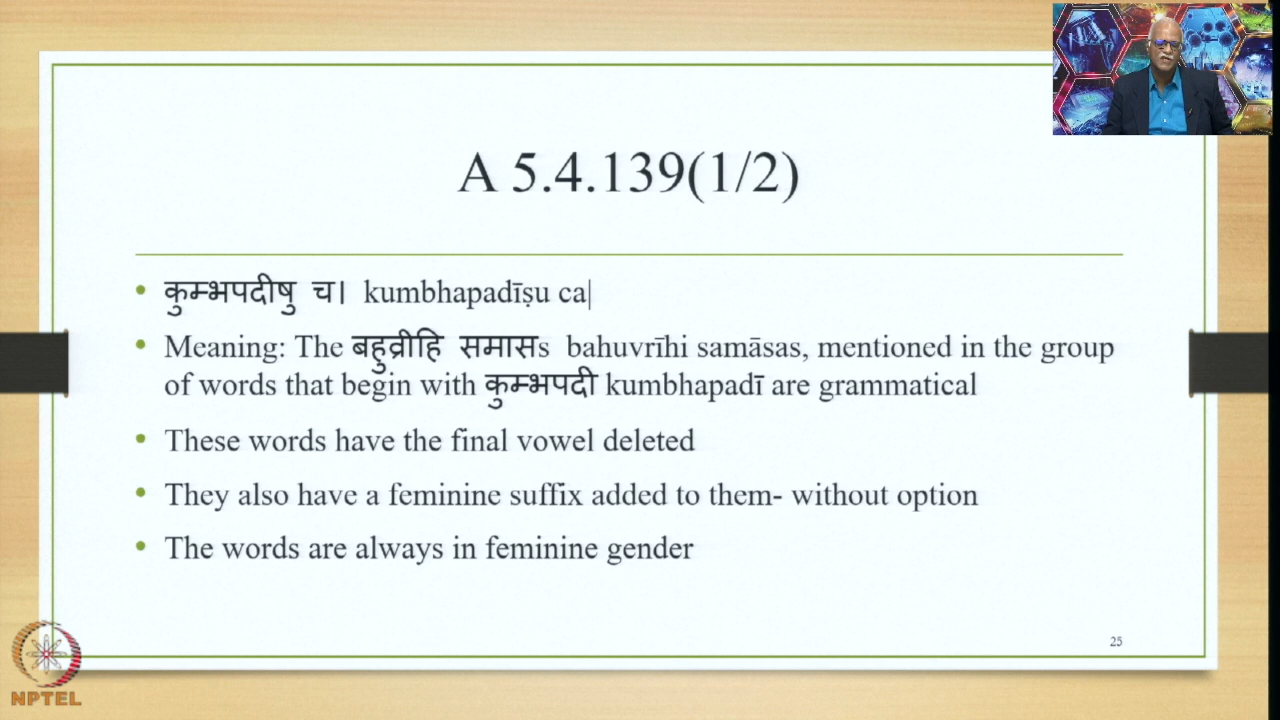 A 5.4.139(1/2)
• कुम्भपदीषु च। kumbhapadīṣu ca|
• Meaning: The बहुव्रीहि समासs bahuvrīhi samāsas, mentioned in the group
of words that begin with कुम्भपदी kumbhapadī are grammatical
• These words have the final vowel deleted
• They also have a feminine suffix added to them- without option
• The words are always in feminine gender
25
NPTEL